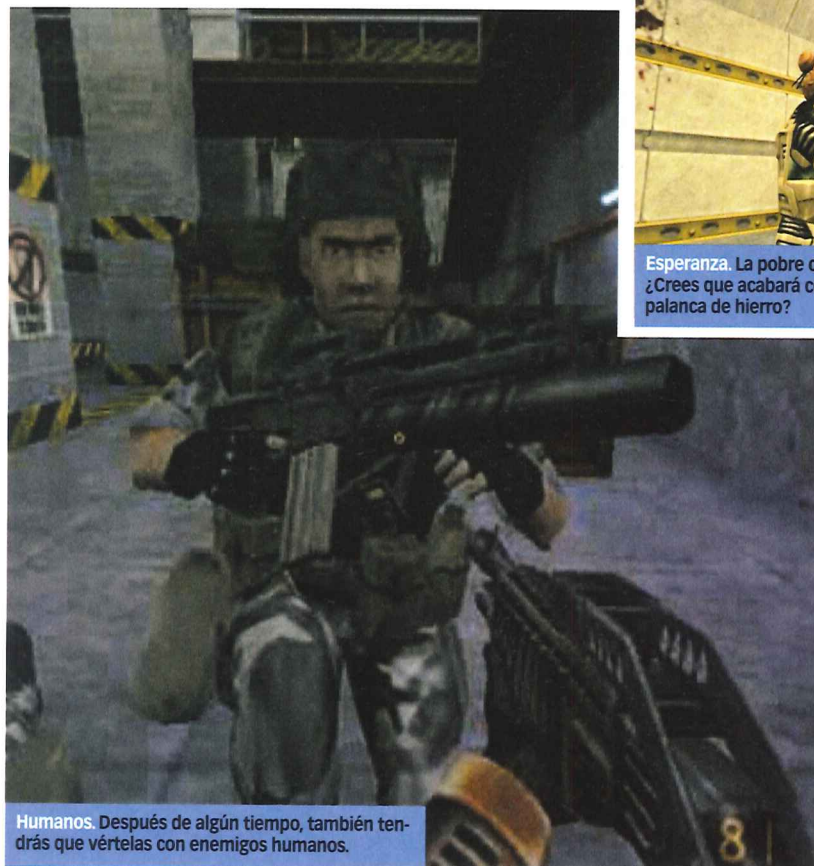 Esperanza. La pobre
¿Crees que acabará
palanca de hierro?
Humanos. Después de algún tiempo, también ten-
drás que vértelas con enemigos humanos.
8